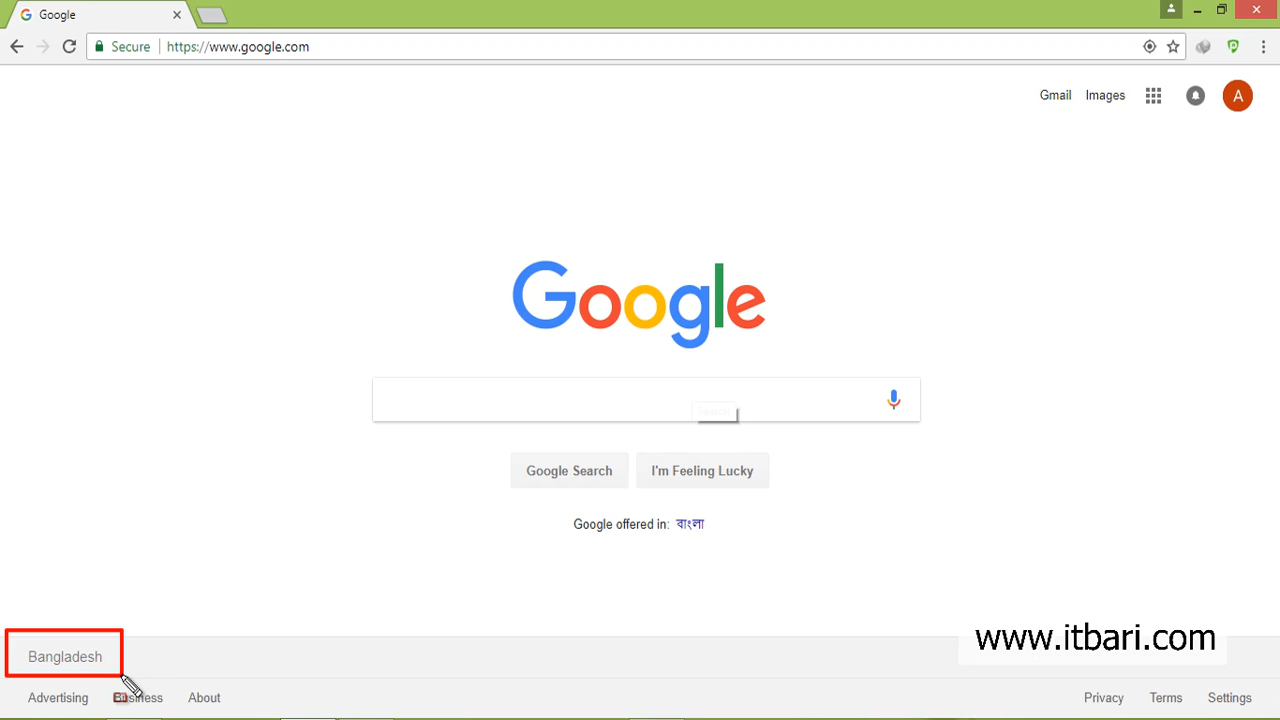 Google
Secure https://www.google.com
Gmail Images A
Google
Google Search I'm Feeling Lucky
Google offered in: বাংলা
www.itbari.com
Bangladesh
Advertising Business About Privacy Terms Settings